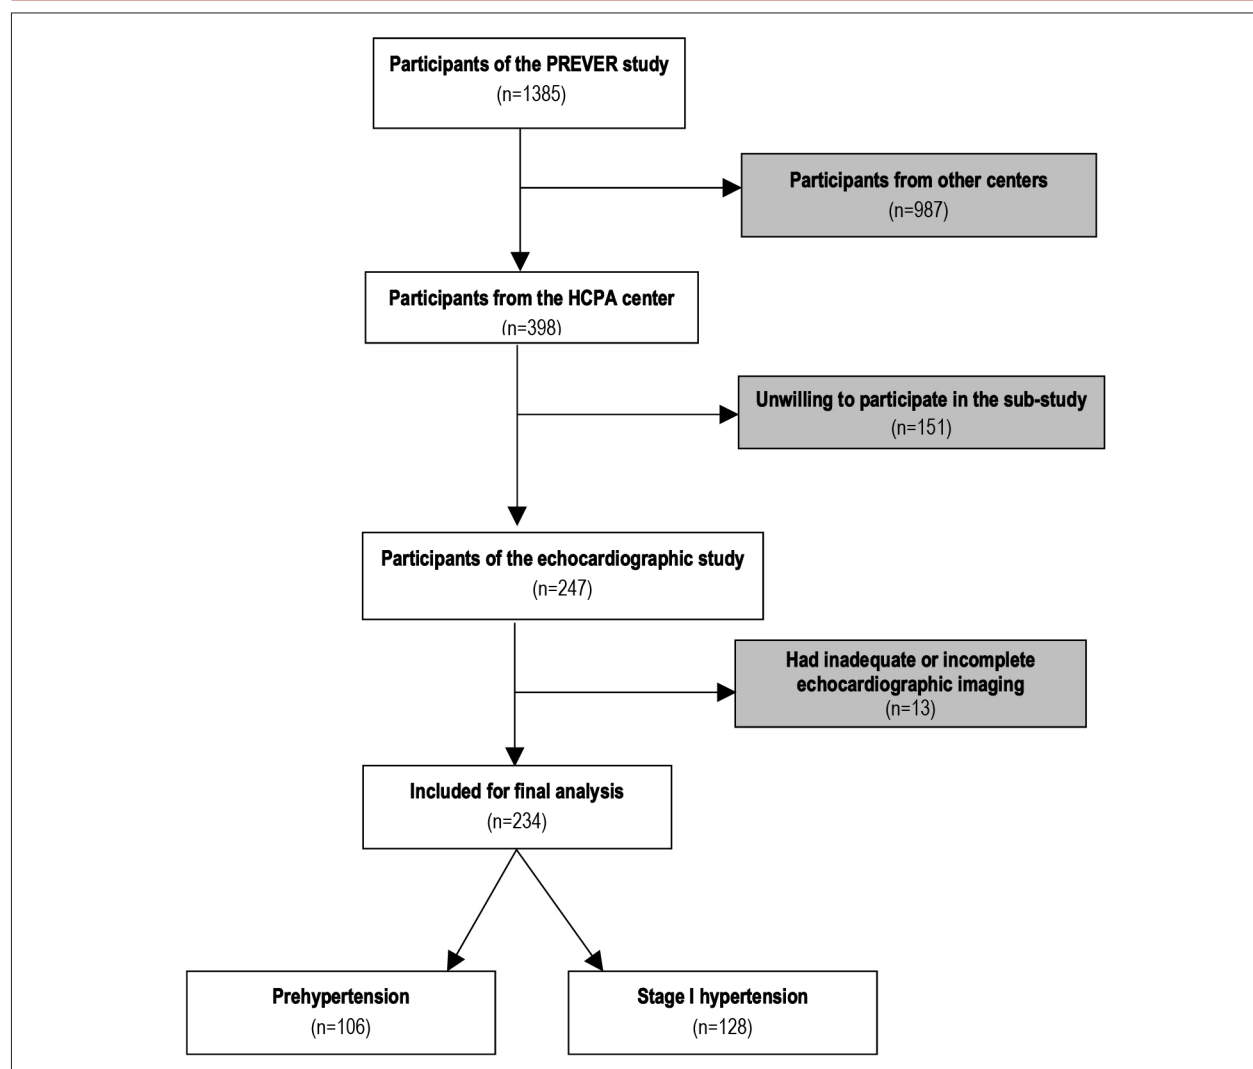 Participants of the PREVER study
(n=1385)
Participants from other centers
(n=987)
Participants from the HCPA center
(n=398)
Unwilling to participate in the sub-study
(n=151)
Participants of the echocardiographic study
(n=247)
Had inadequate or incomplete
echocardiographic imaging
(n=13)
Included for final analysis
(n=234)
Prehypertension
(n=106)
Stage I hypertension
(n=128)